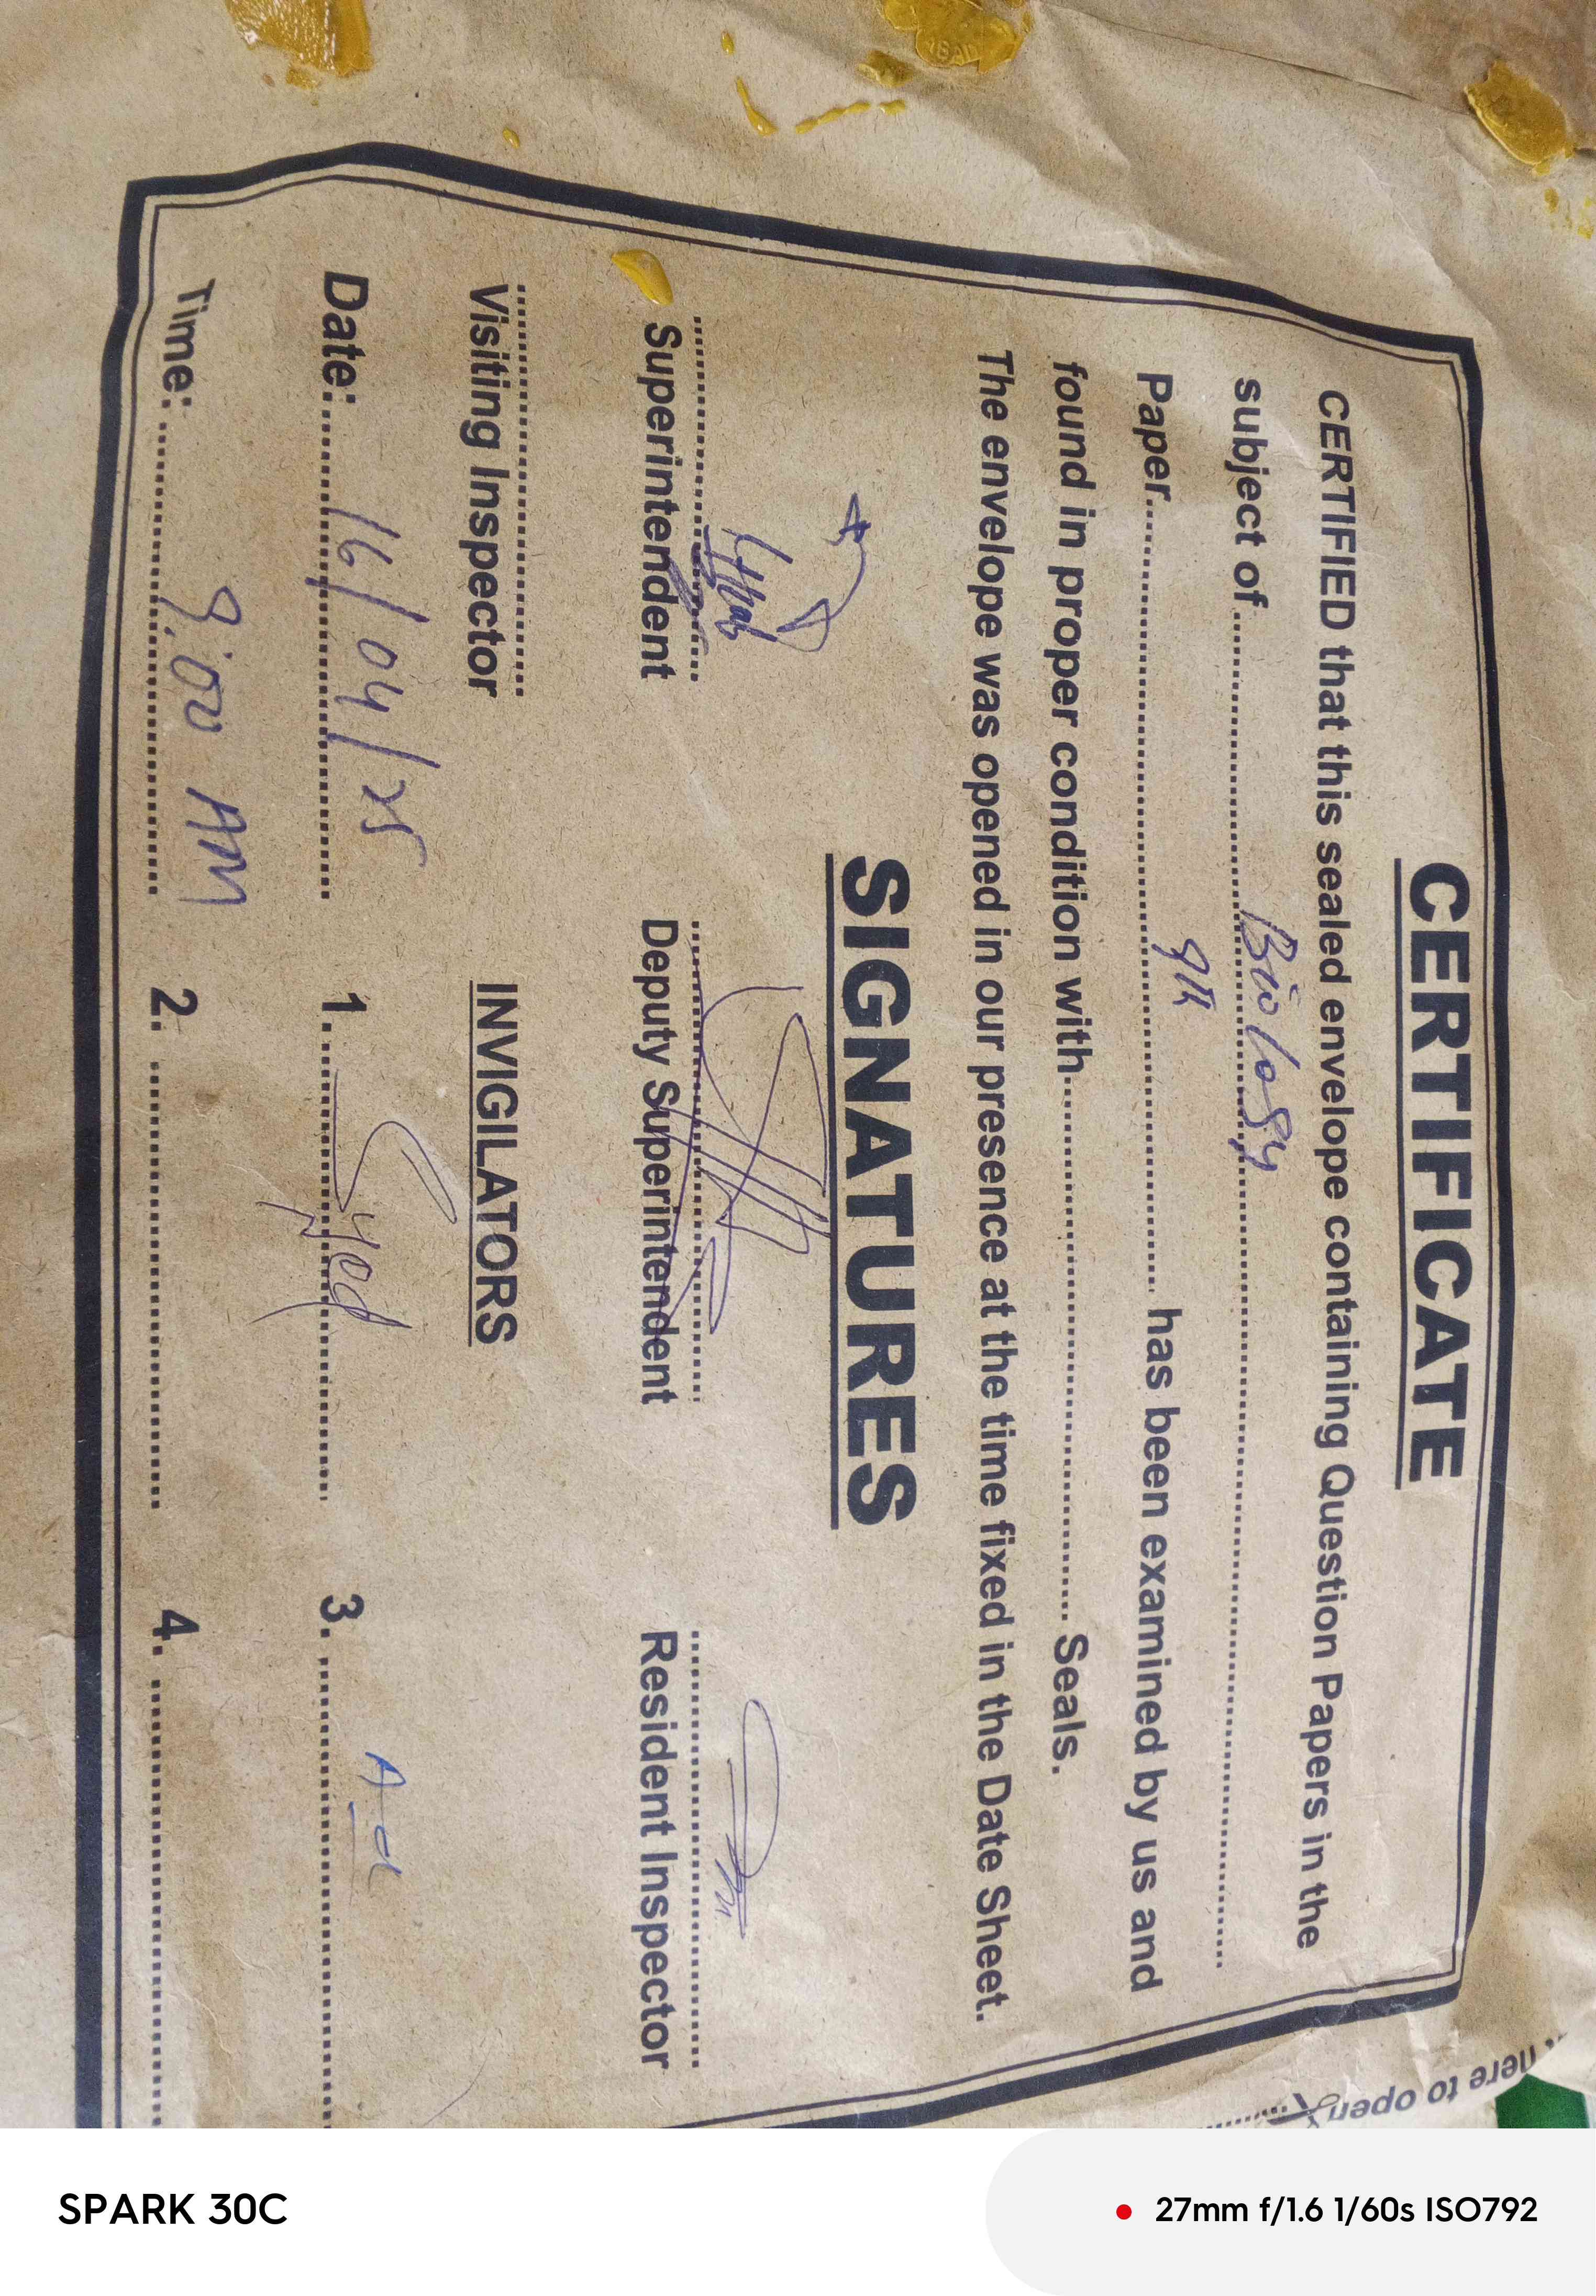 CERTIFICATE
CERTIFIED that this sealed envelope containing Question Papers in the
subject of Biology
Paper 9th has been examined by us and
found in proper condition with Seals.
The envelope was opened in our presence at the time fixed in the Date Sheet.
SIGNATURES
Superintendent Deputy Superintendent Resident Inspector
Visiting Inspector INVIGILATORS
Date: 16/04/25 1. Syed 3.
Time: 9:00 AM 2. 4.
here to open
SPARK 30C
27mm f/1.6 1/60s ISO792